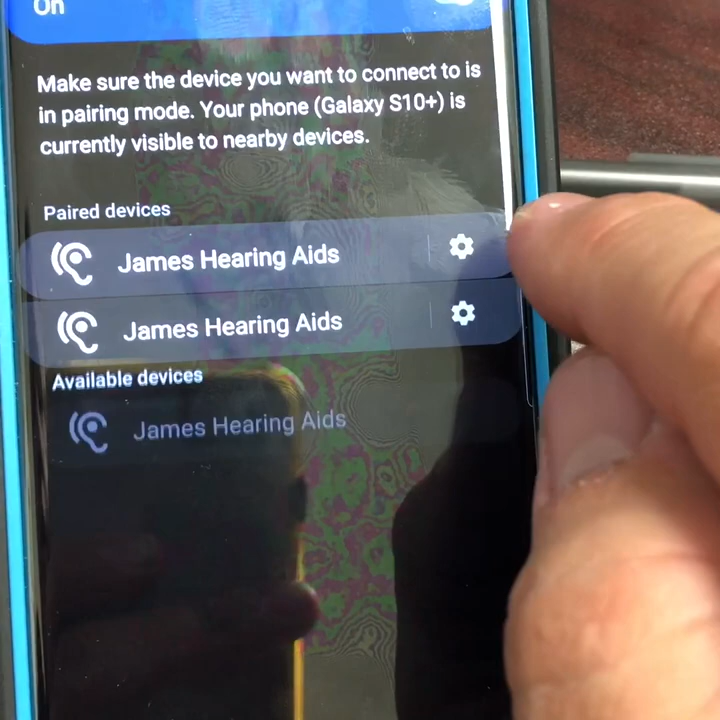 On
Make sure the device you want to connect to is
in pairing mode. Your phone (Galaxy S10+) is
currently visible to nearby devices.
Paired devices
James Hearing Aids
James Hearing Aids
Available devices
James Hearing Aids